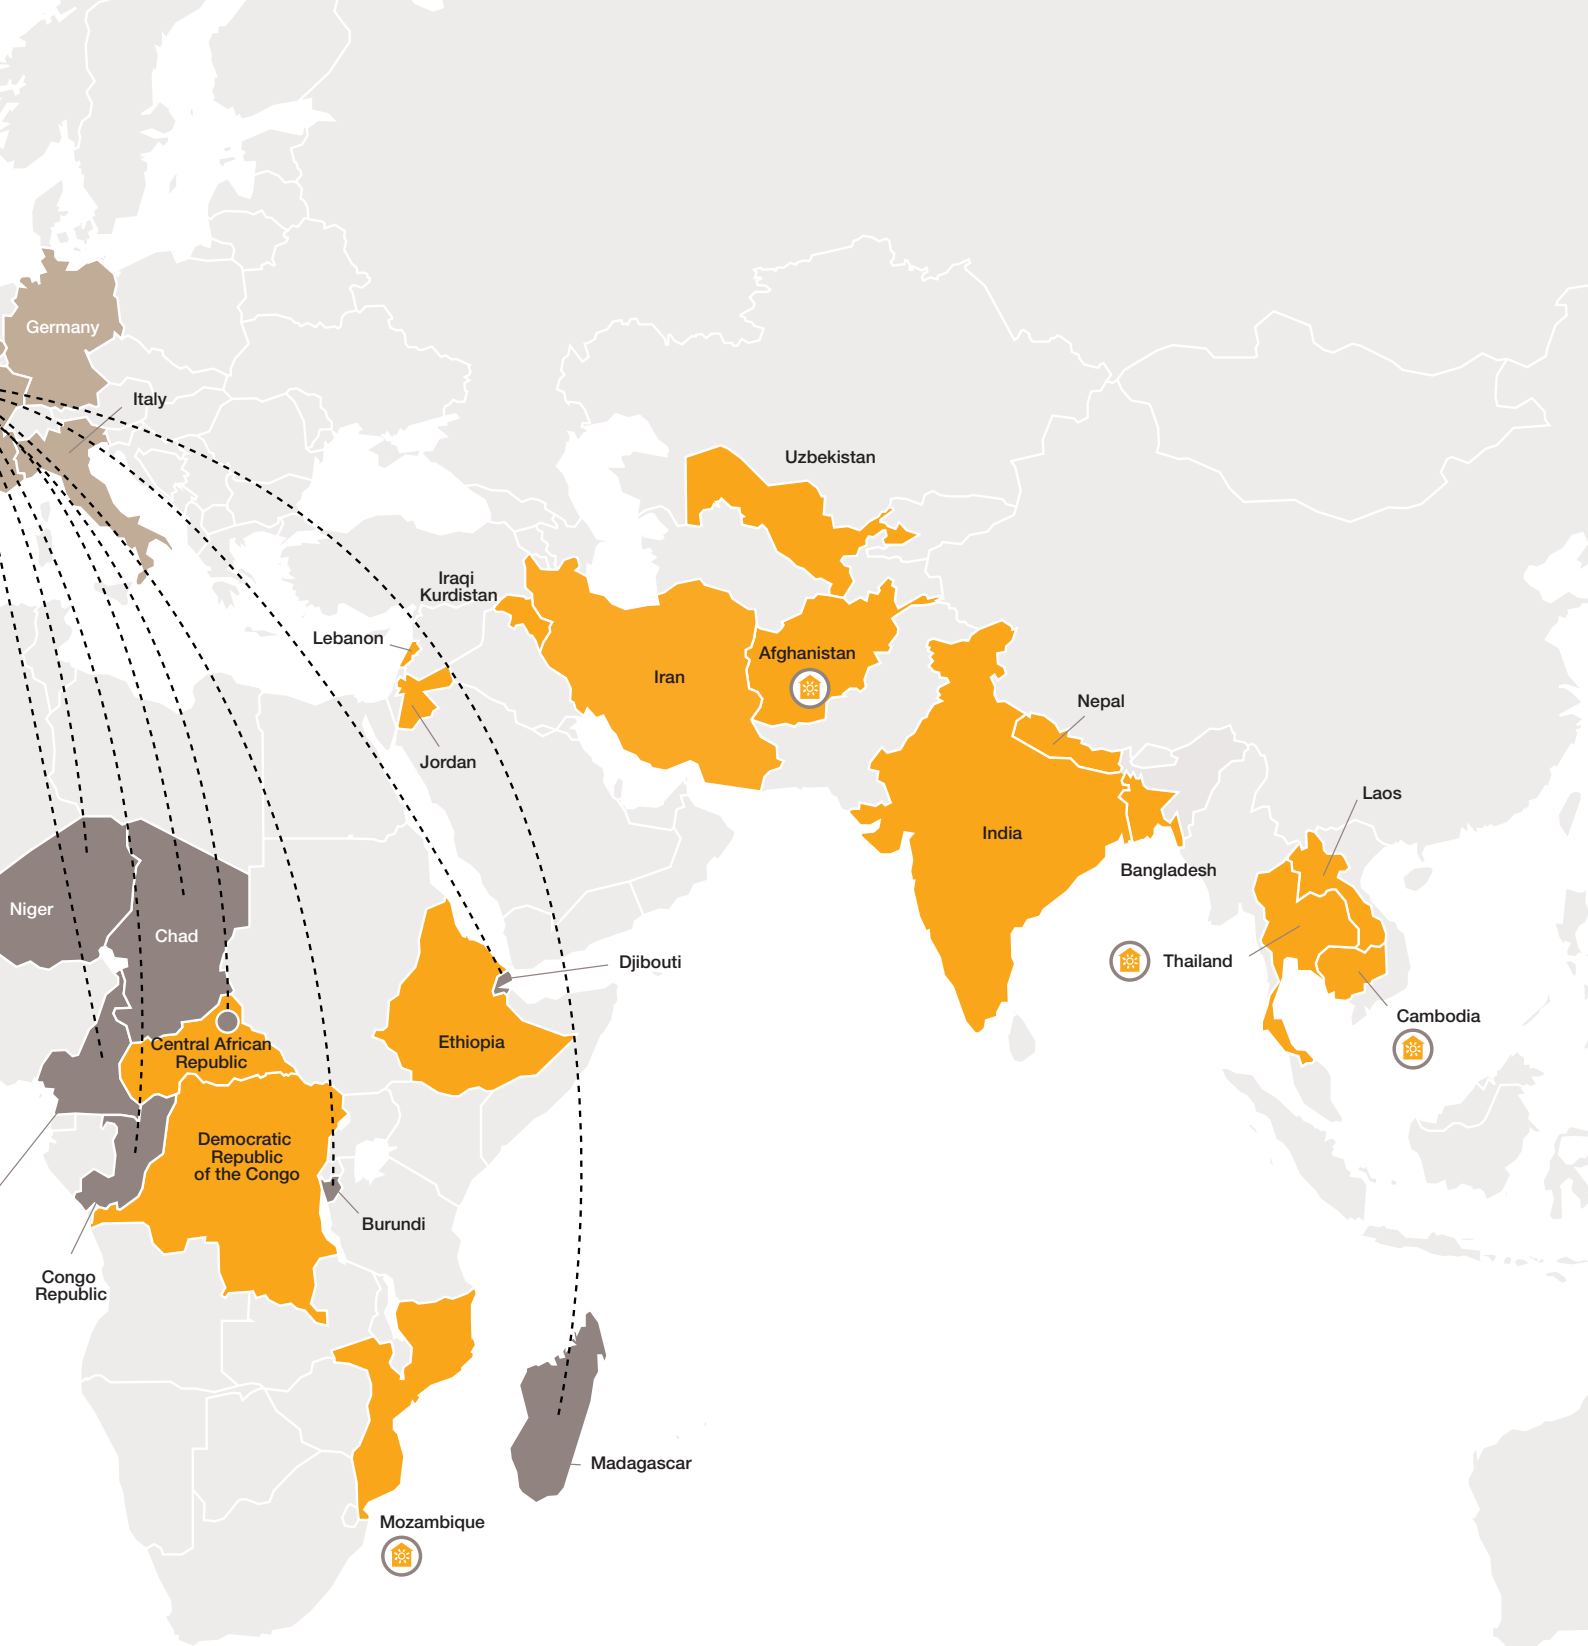 Germany
Italy
Uzbekistan
Iraqi
Kurdistan
Lebanon
Afghanistan
Iran
Nepal
Jordan
Laos
India
Bangladesh
Niger
Chad
Djibouti
Thailand
Cambodia
Ethiopia
Central African
Republic
Democratic
Republic
of the Congo
Burundi
Congo
Republic
Madagascar
Mozambique